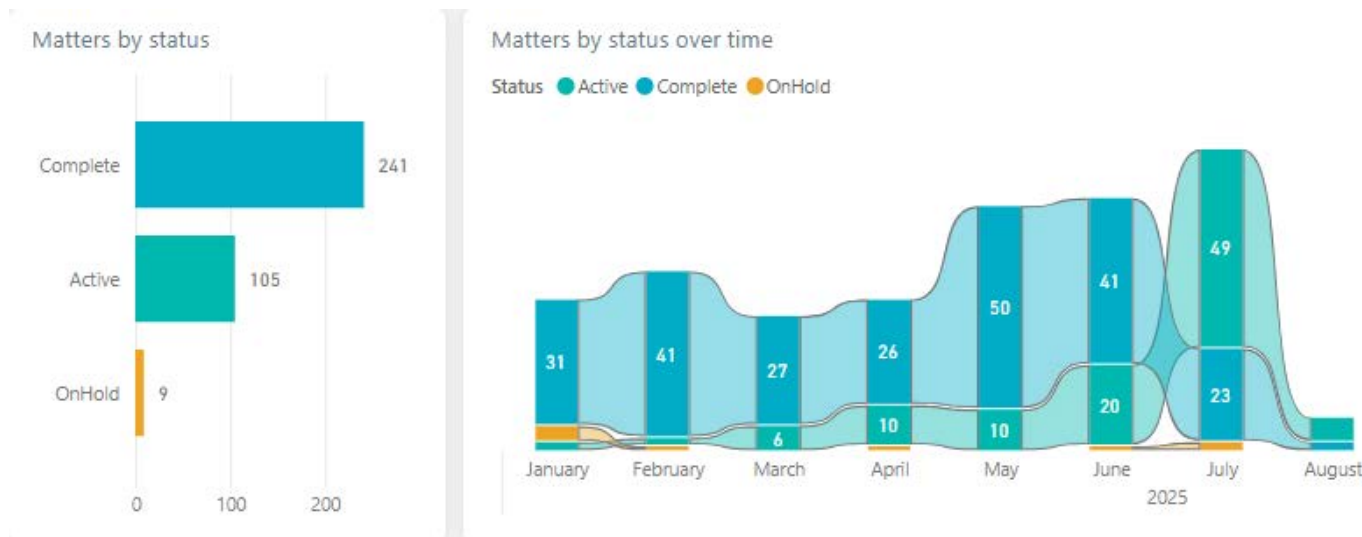 Matters by status
Complete
241
Active
105
OnHold
9
0 100 200
Matters by status over time
Status Active Complete OnHold
31 41 27 26 50 41 49
6 10 10 20 23
January February March April May June July August
2025